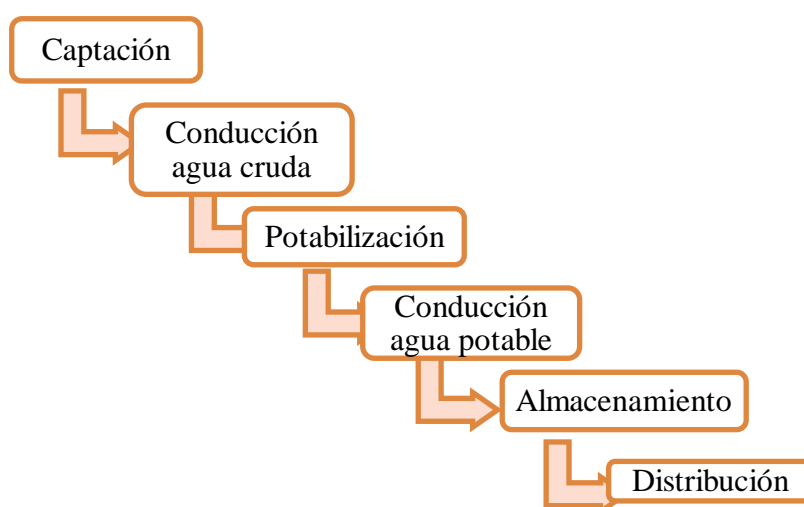 Captación
Conducción
agua cruda
Potabilización
Conducción
agua potable
Almacenamiento
Distribución